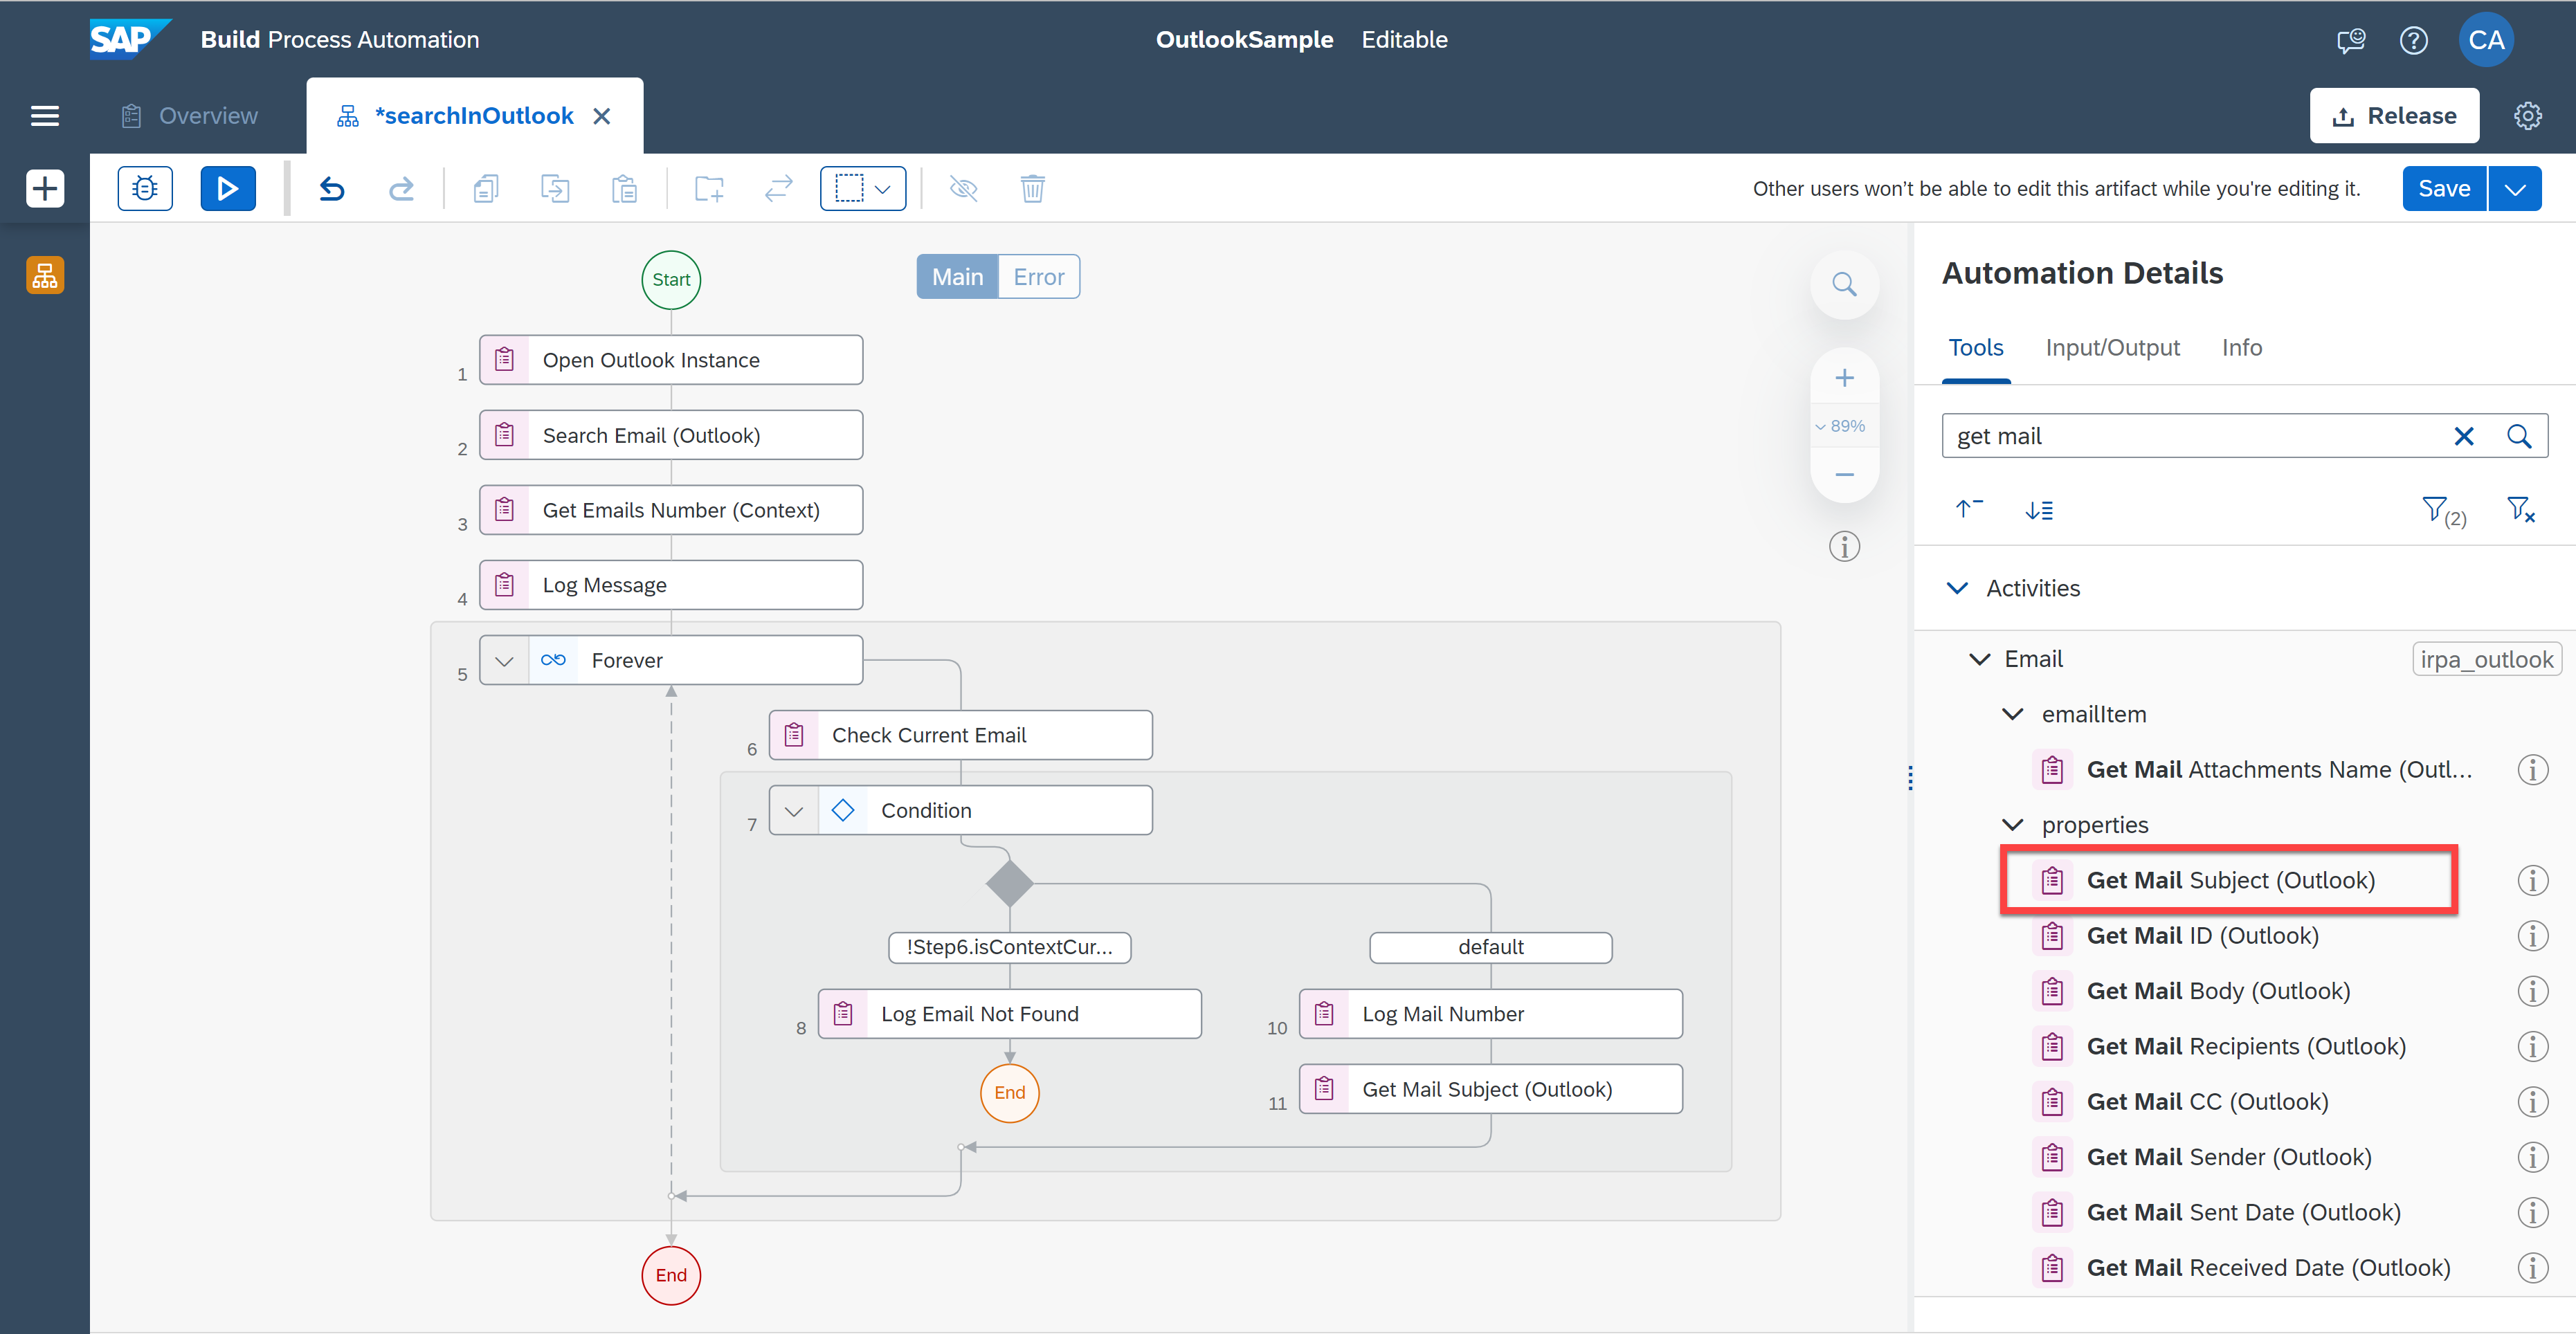 SAP Build Process Automation
OutlookSample Editable
CA
Overview
*searchInOutlook
Release
Other users won't be able to edit this artifact while you're editing it.
Save
Start
Main Error
1 Open Outlook Instance
2 Search Email (Outlook)
3 Get Emails Number (Context)
4 Log Message
5 Forever
6 Check Current Email
7 Condition
!Step6.isContextCur...
default
8 Log Email Not Found
10 Log Mail Number
End
11 Get Mail Subject (Outlook)
End
89%
Automation Details
Tools Input/Output Info
get mail
(2)
Activities
Email irpa_outlook
emailItem
Get Mail Attachments Name (Outl...
properties
Get Mail Subject (Outlook)
Get Mail ID (Outlook)
Get Mail Body (Outlook)
Get Mail Recipients (Outlook)
Get Mail CC (Outlook)
Get Mail Sender (Outlook)
Get Mail Sent Date (Outlook)
Get Mail Received Date (Outlook)